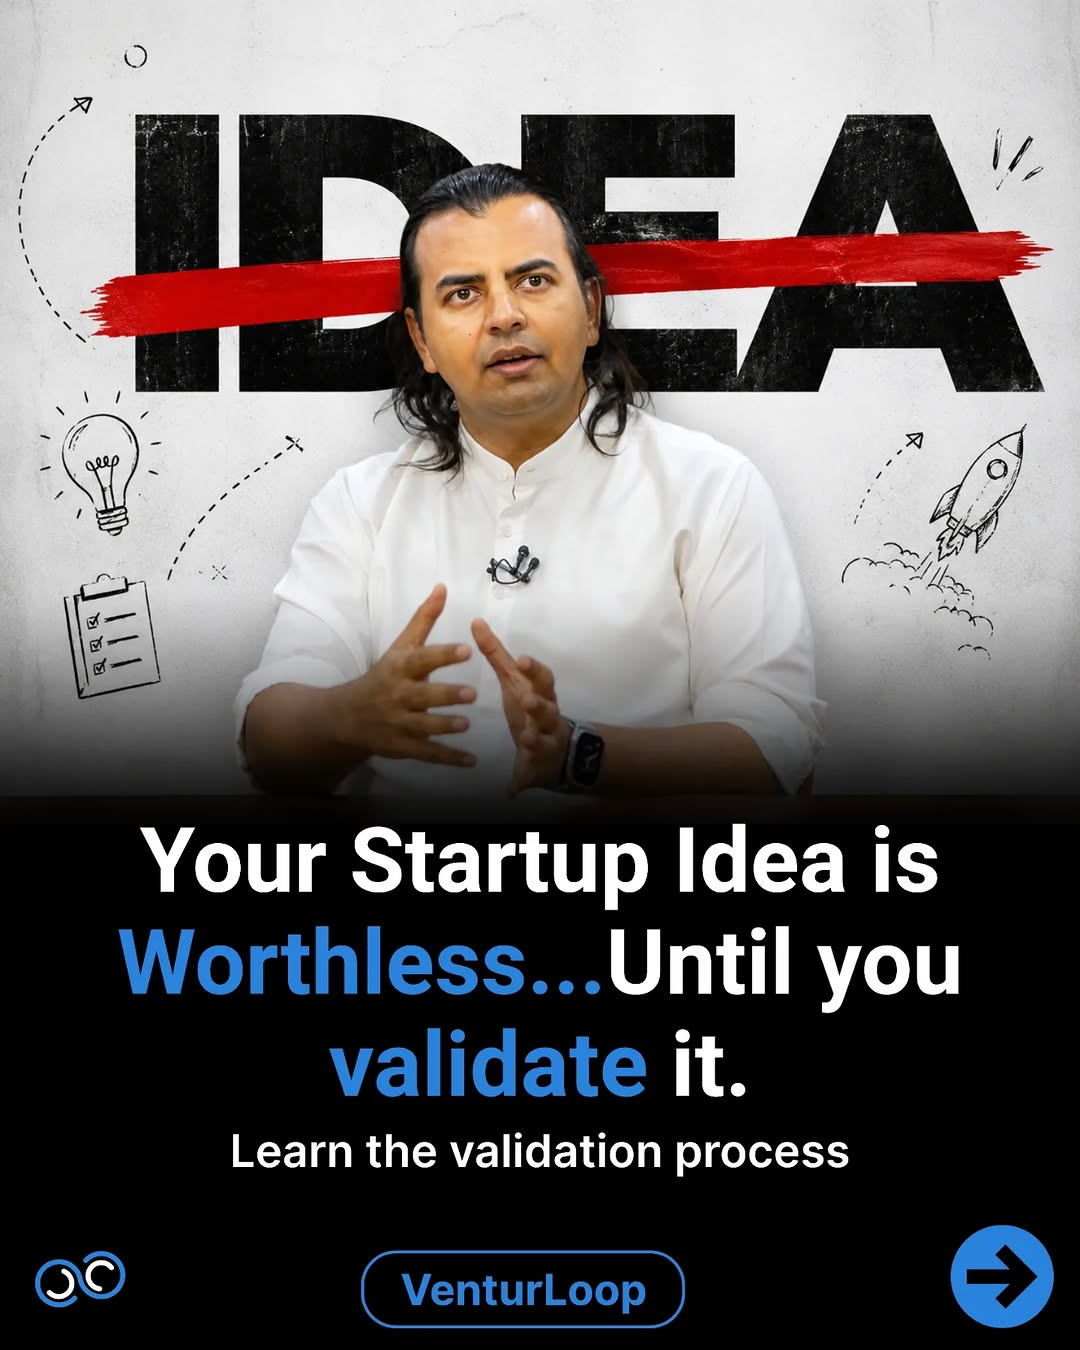 IDEA
Your Startup Idea is
Worthless...Until you
validate it.
Learn the validation process
VenturLoop